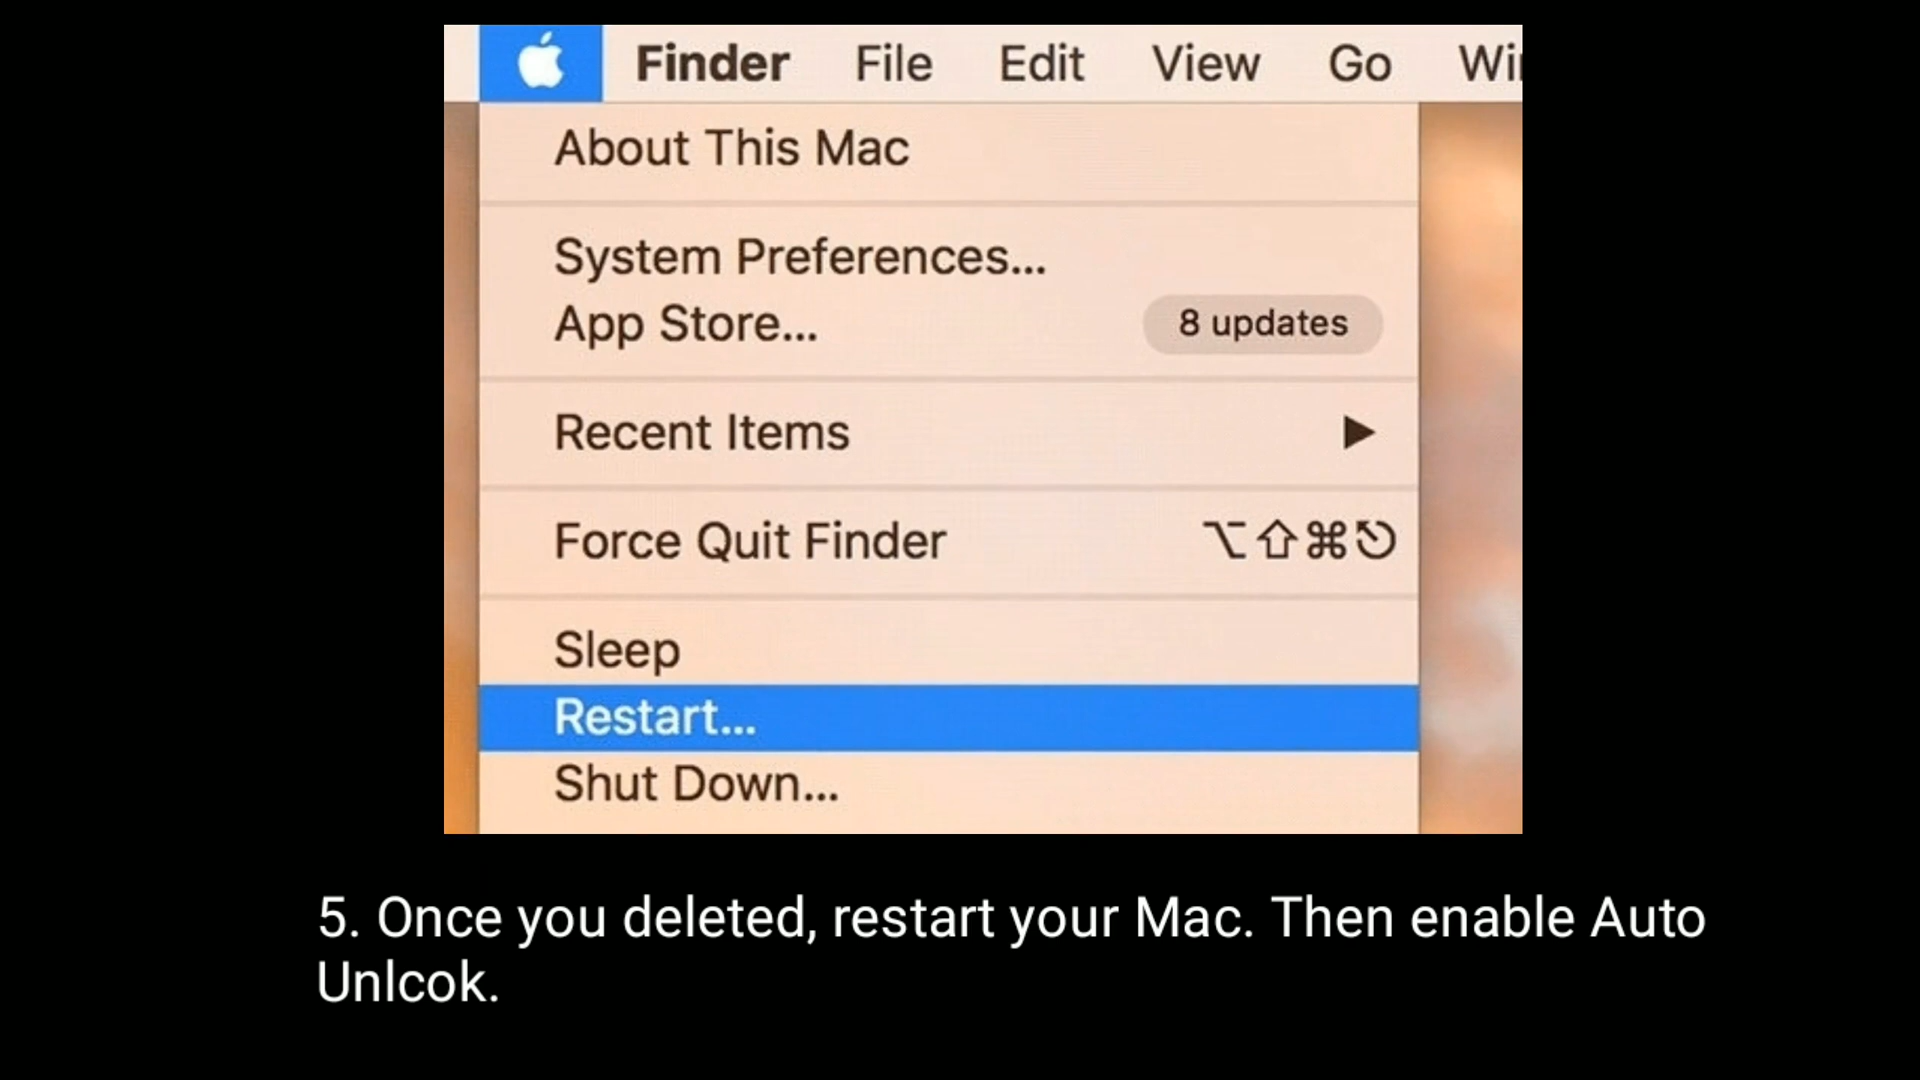 Finder File Edit View Go Wi
About This Mac
System Preferences...
App Store... 8 updates
Recent Items ▶
Force Quit Finder ⌥⇧⌘⎋
Sleep
Restart...
Shut Down...
5. Once you deleted, restart your Mac. Then enable Auto
Unlcok.